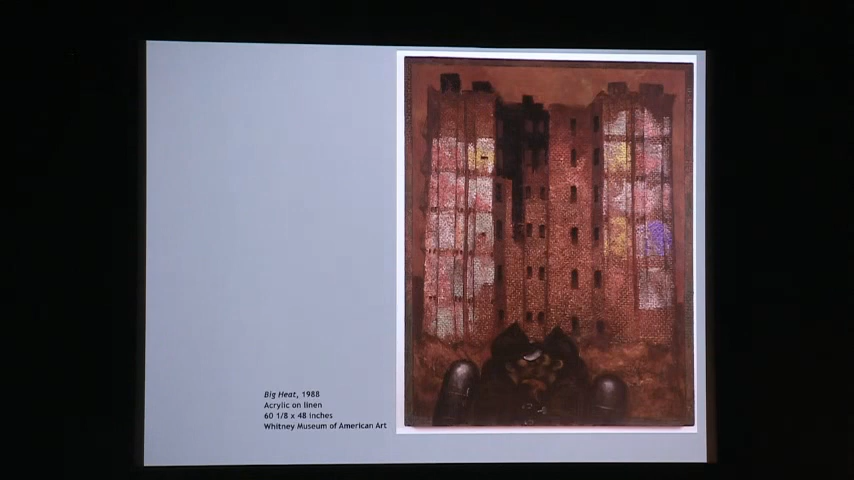 Big Heat, 1988
Acrylic on linen
60 1/8 x 48 inches
Whitney Museum of American Art